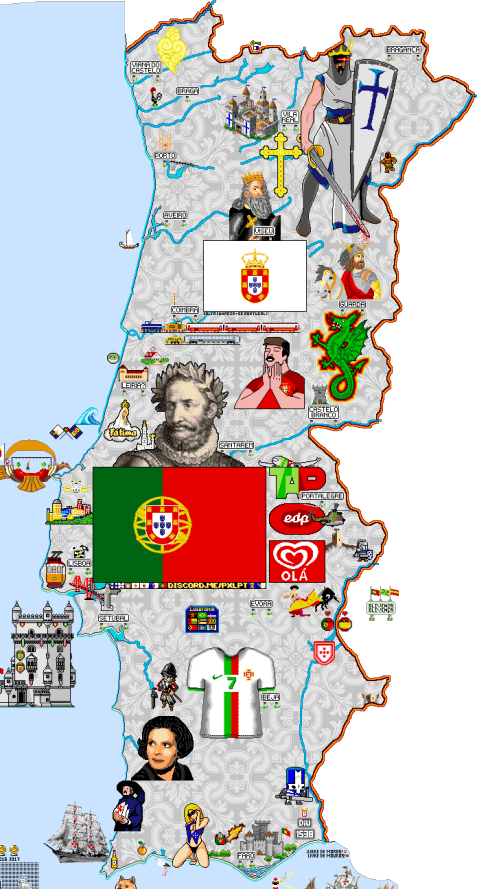 BRAGANÇA
VIANA DO
CASTELO
BRAGA
VILA
REAL
PORTO
AVEIRO
VISEU
GUARDA
COIMBRA
LEIRIA
CASTELO
BRANCO
Fátima
SANTARÉM
TAP
PORTALEGRE
edp
OLÁ
LISBOA
DISCORD.ME/PXLPT
SETÚBAL
ÉVORA
7
BEJA
DIU
1538
FARO